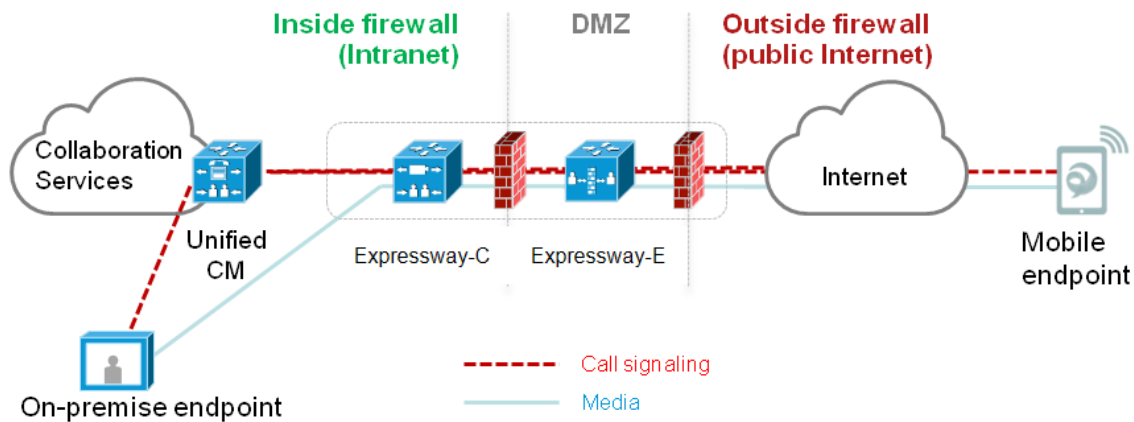 Inside firewall
(Intranet)
DMZ
Outside firewall
(public Internet)
Collaboration
Services
Unified
CM
Expressway-C
Expressway-E
Internet
Mobile
endpoint
On-premise endpoint
Call signaling
Media